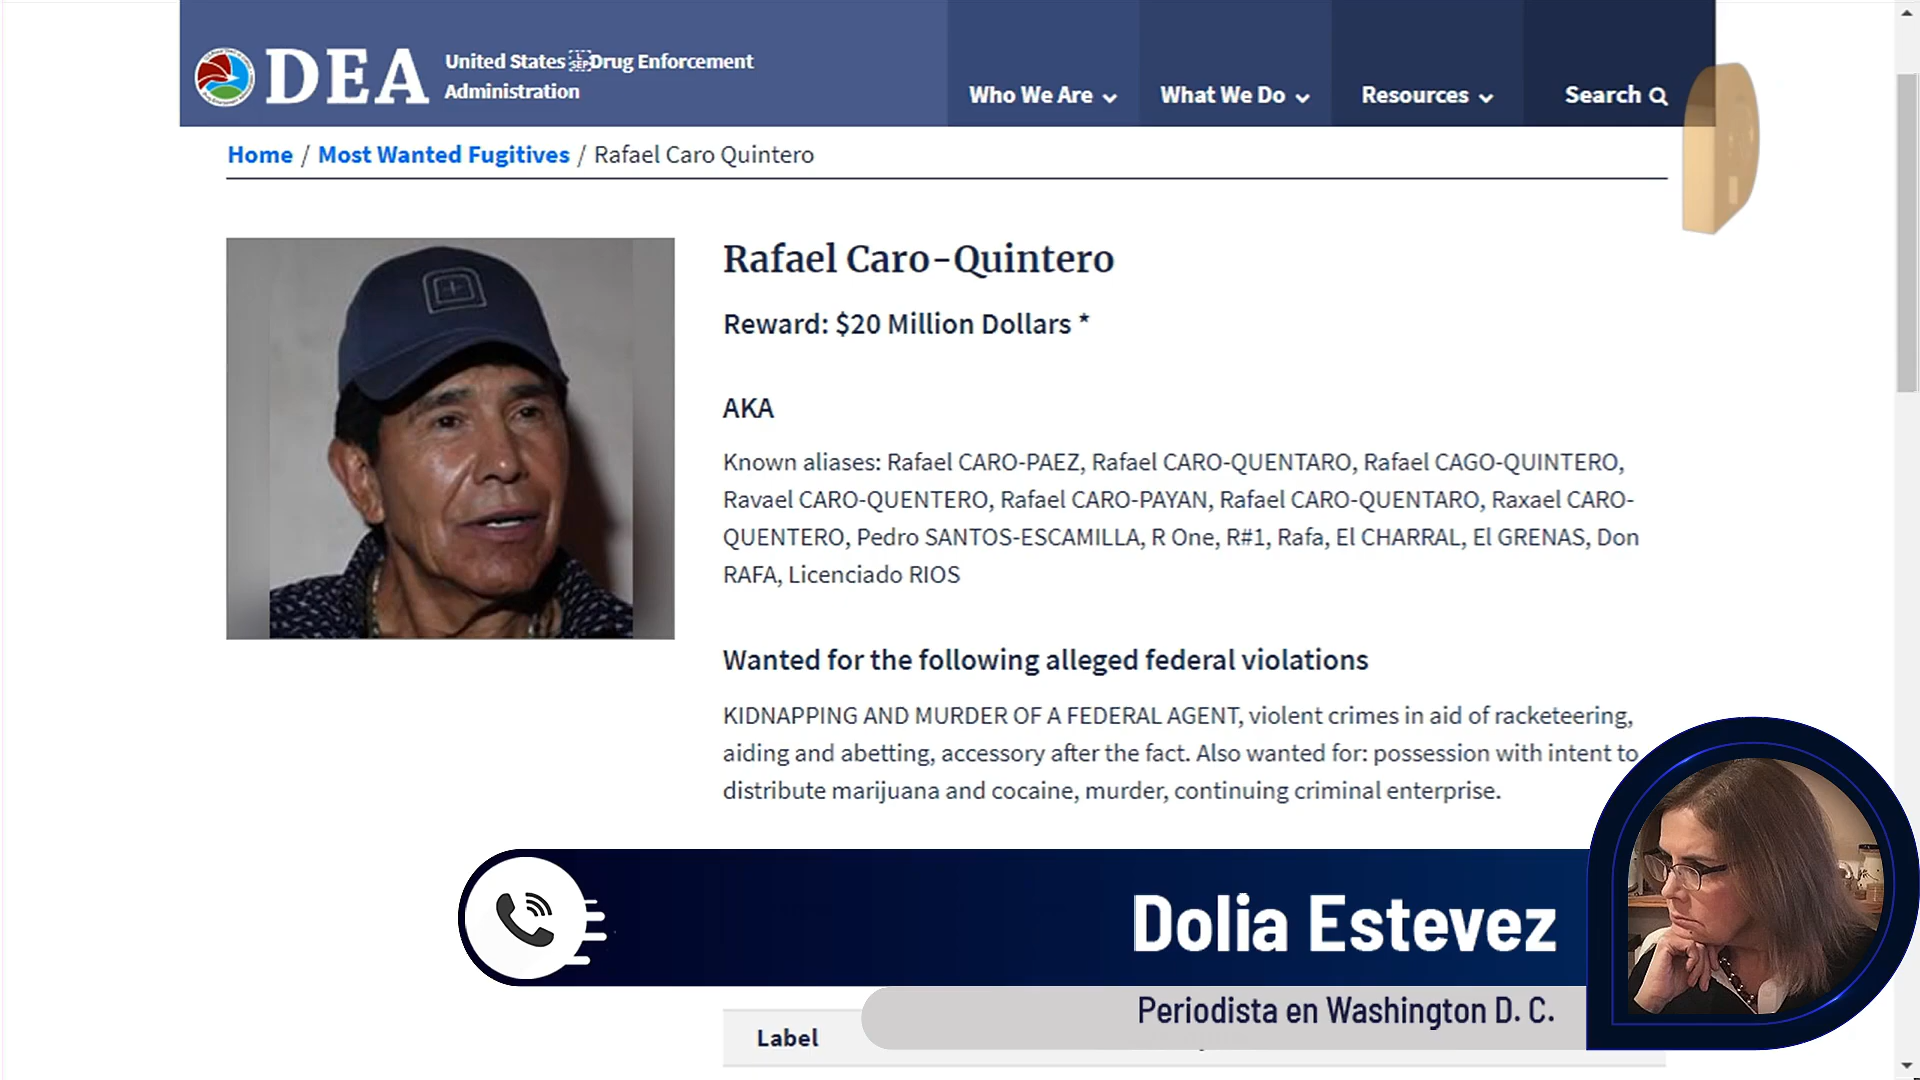 DEA
United States Drug Enforcement
Administration
Who We Are
What We Do
Resources
Search
Home / Most Wanted Fugitives / Rafael Caro Quintero
Rafael Caro-Quintero
Reward: $20 Million Dollars *
AKA
Known aliases: Rafael CARO-PAEZ, Rafael CARO-QUENTARO, Rafael CAGO-QUINTERO,
Ravael CARO-QUENTERO, Rafael CARO-PAYAN, Rafael CARO-QUENTARO, Raxael CARO-
QUENTERO, Pedro SANTOS-ESCAMILLA, R One, R#1, Rafa, El CHARRAL, El GRENAS, Don
RAFA, Licenciado RIOS
Wanted for the following alleged federal violations
KIDNAPPING AND MURDER OF A FEDERAL AGENT, violent crimes in aid of racketeering,
aiding and abetting, accessory after the fact. Also wanted for: possession with intent to
distribute marijuana and cocaine, murder, continuing criminal enterprise.
Dolia Estevez
Periodista en Washington D. C.
Label